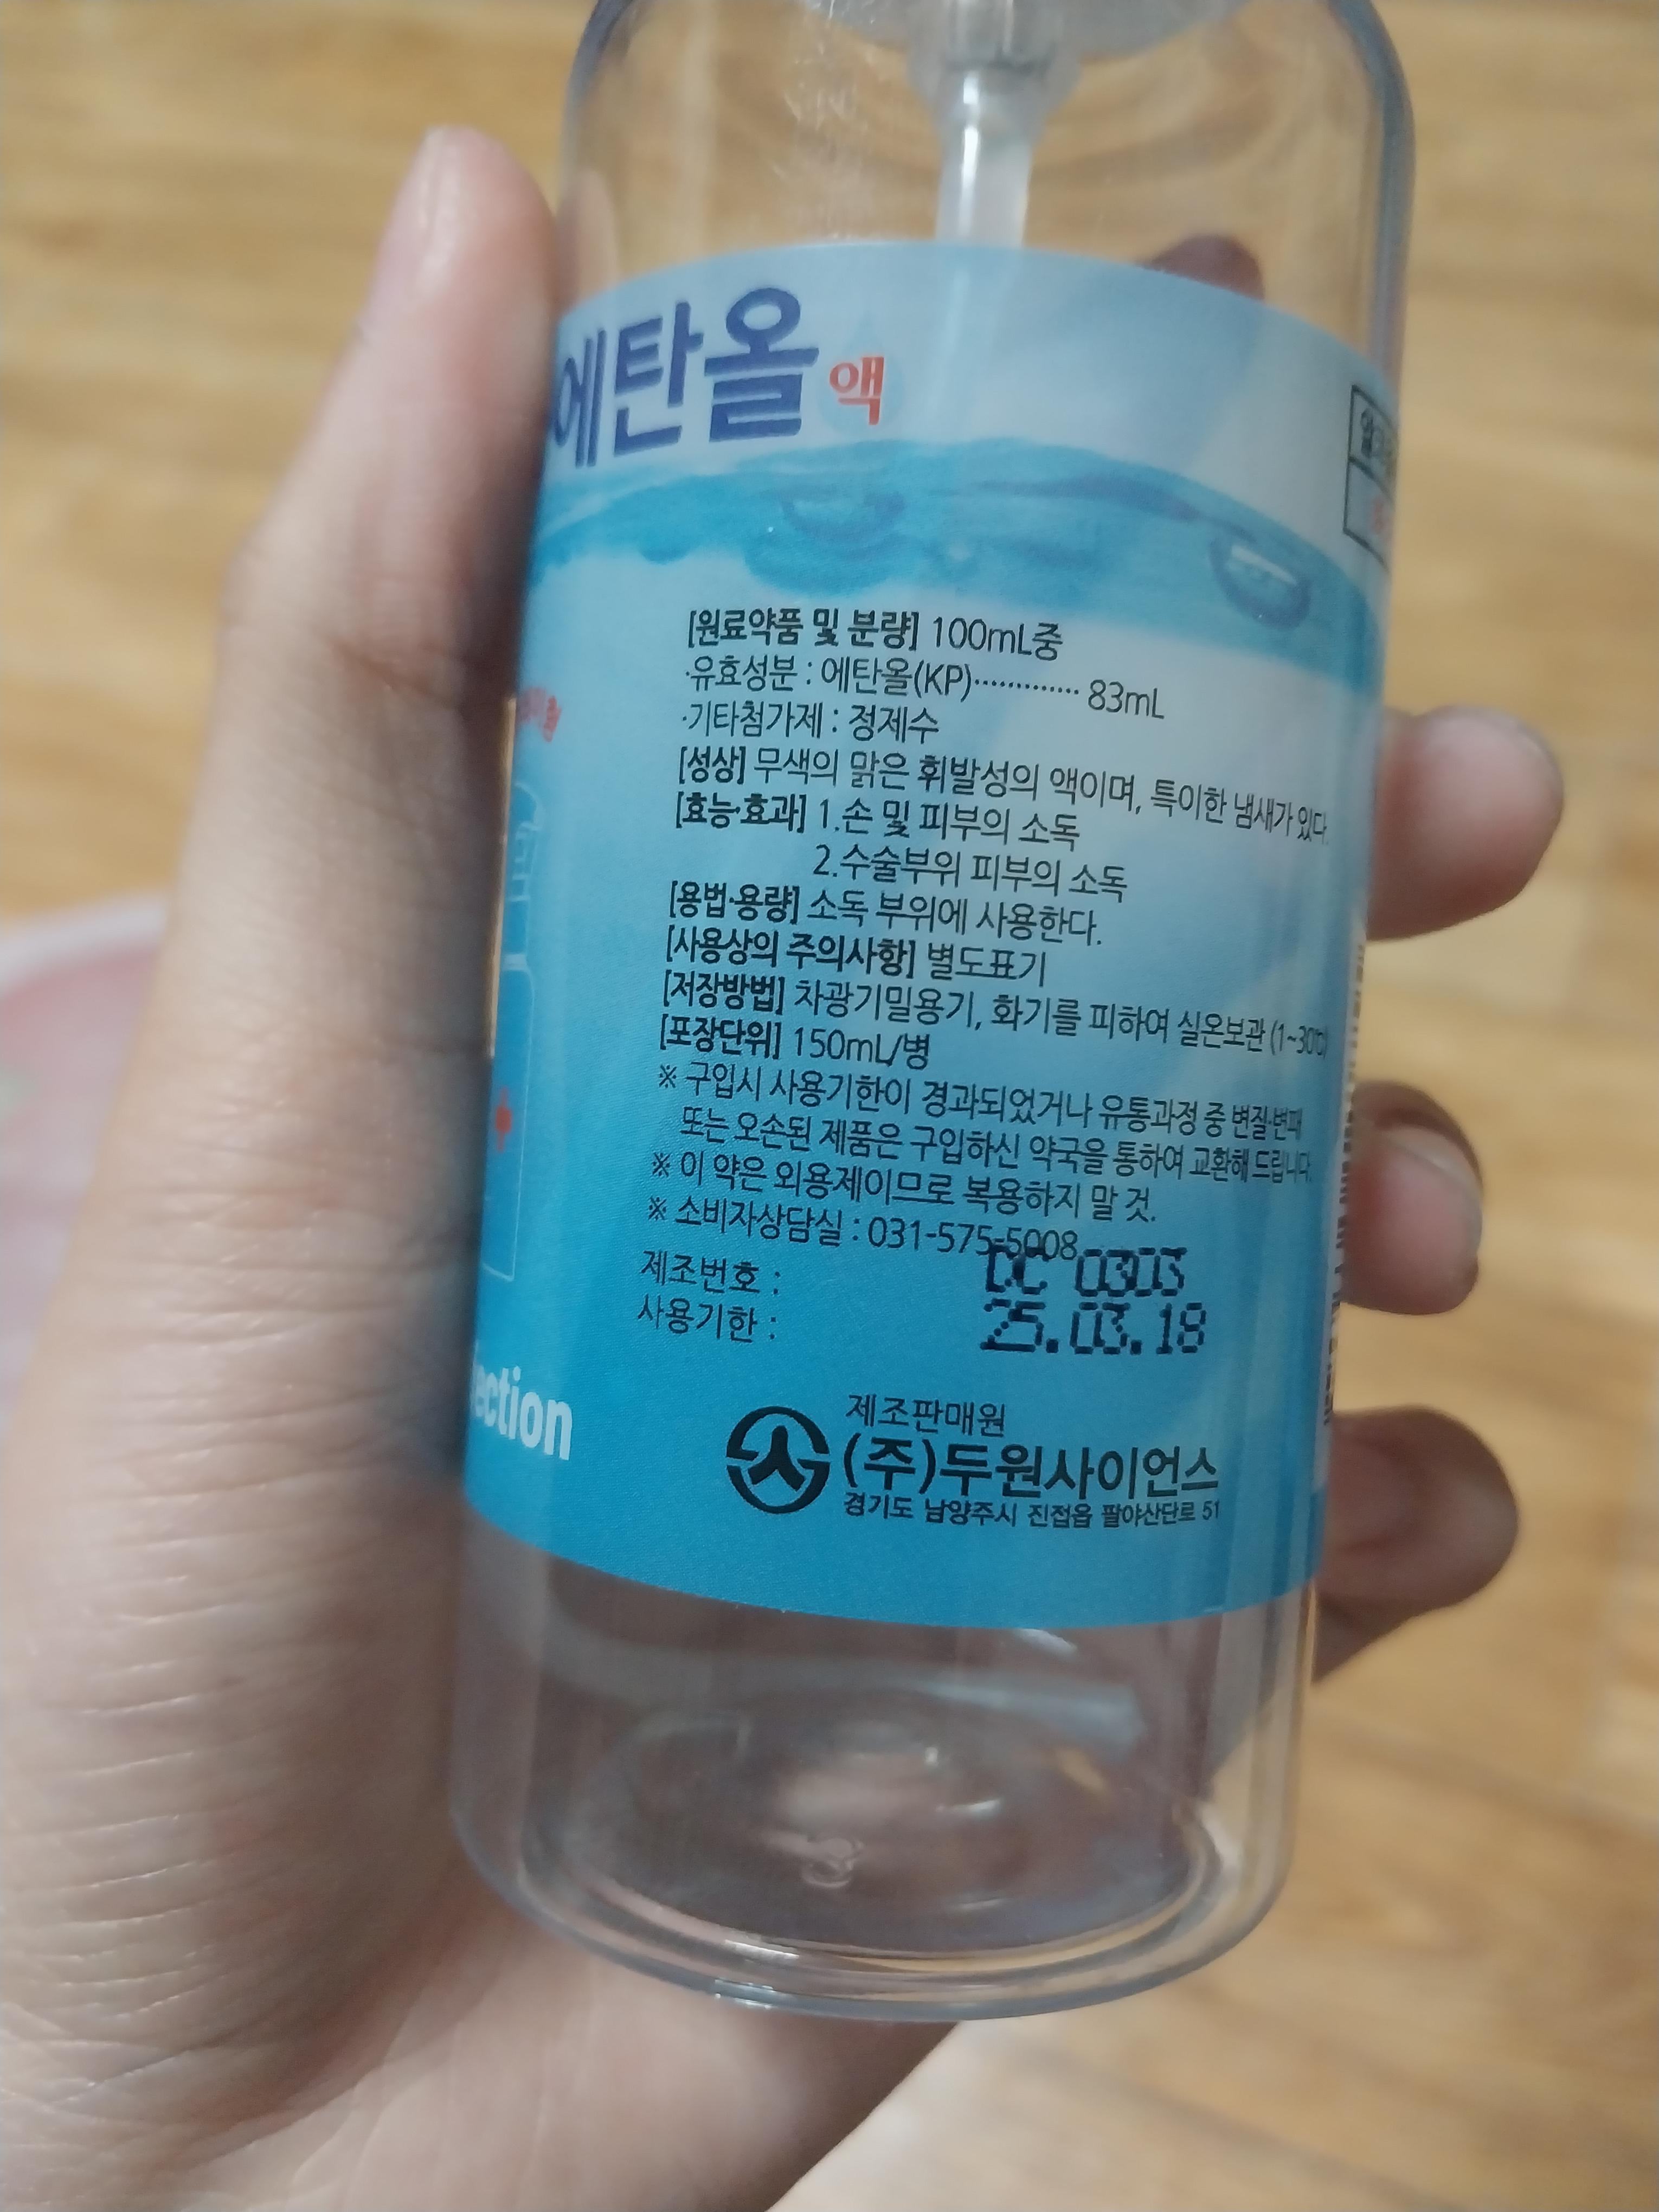 에탄올 액
[원료약품 및 분량] 100mL중
·유효성분 : 에탄올(KP)············· 83mL
·기타첨가제 : 정제수
[성상] 무색의 맑은 휘발성의 액이며, 특이한 냄새가 있다.
[효능·효과] 1.손 및 피부의 소독
2.수술부위 피부의 소독
[용법·용량] 소독 부위에 사용한다.
[사용상의 주의사항] 별도표기
[저장방법] 차광기밀용기, 화기를 피하여 실온보관 (1~30℃)
[포장단위] 150mL/병
※ 구입시 사용기한이 경과되었거나 유통과정 중 변질·변패
또는 오손된 제품은 구입하신 약국을 통하여 교환해 드립니다.
※ 이 약은 외용제이므로 복용하지 말 것.
※ 소비자상담실 : 031-575-5008
제조번호 : DC 0303
사용기한 : 25.03.18
ection
제조판매원
(주)두원사이언스
경기도 남양주시 진접읍 팔야산단로 51